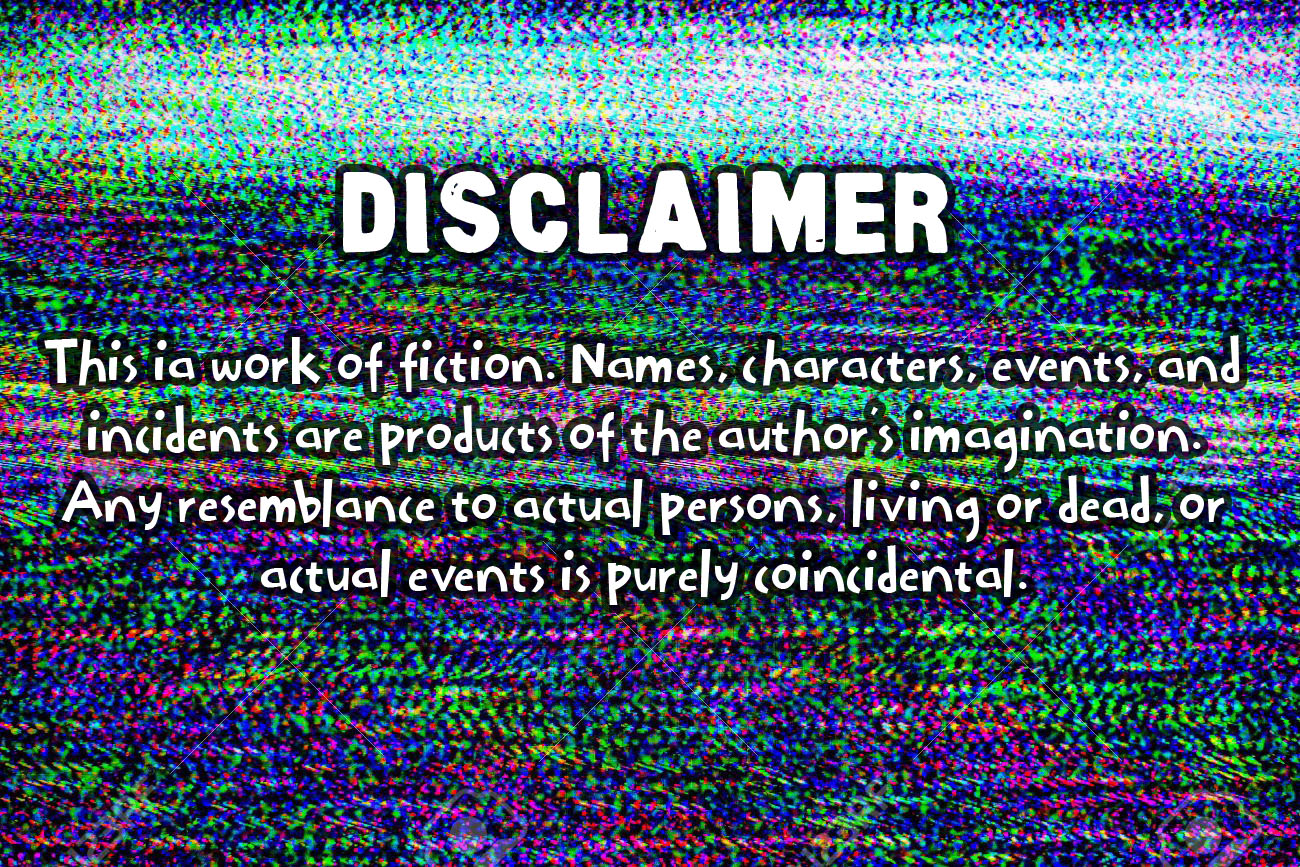 DISCLAIMER
This ia work of fiction. Names, characters, events, and
incidents are products of the author's imagination.
Any resemblance to actual persons, living or dead, or
actual events is purely coincidental.